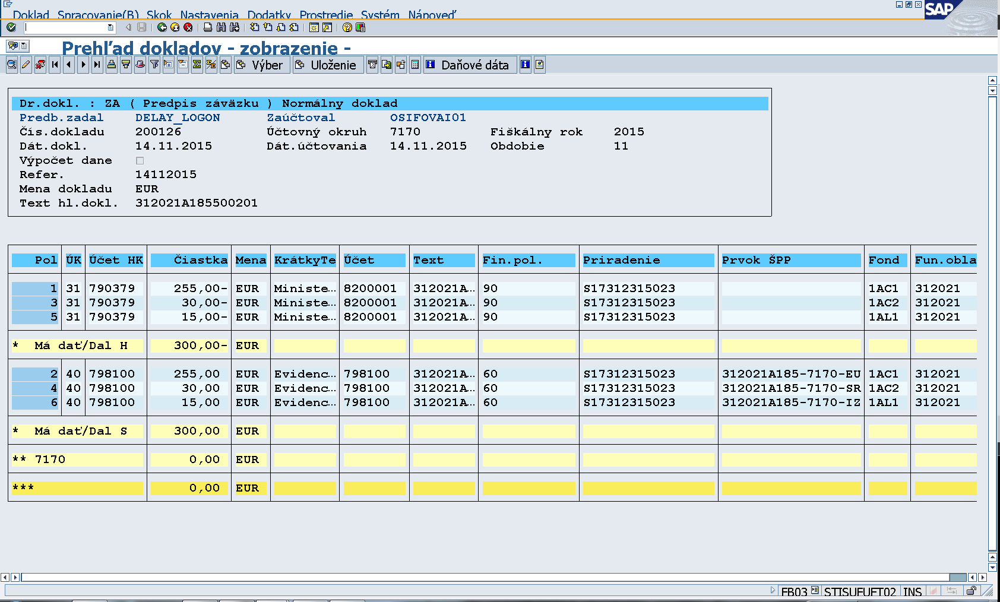 Doklad Spracovanie(B) Skok Nastavenia Dodatky Prostredie Systém Nápoveď
SAP
Prehľad dokladov - zobrazenie -
Výber Uloženie Daňové dáta
Dr.dokl. : ZA ( Predpis záväzku ) Normálny doklad
Predb.zadal DELAY_LOGON Zaúčtoval OSIFOVAI01
Čís.dokladu 200126 Účtovný okruh 7170 Fiškálny rok 2015
Dát.dokl. 14.11.2015 Dát.účtovania 14.11.2015 Obdobie 11
Výpočet dane
Refer. 14112015
Mena dokladu EUR
Text hl.dokl. 312021A185500201
Pol ÚK Účet HK Čiastka Mena KrátkyTe Účet Text Fin.pol. Priradenie Prvok ŠPP Fond Fun.obla
1 31 790379 255,00- EUR Ministe… 8200001 312021A… 90 S17312315023 1AC1 312021
3 31 790379 30,00- EUR Ministe… 8200001 312021A… 90 S17312315023 1AC2 312021
5 31 790379 15,00- EUR Ministe… 8200001 312021A… 90 S17312315023 1AL1 312021
* Má dať/Dal H 300,00- EUR
2 40 798100 255,00 EUR Evidenc… 798100 312021A… 60 S17312315023 312021A185-7170-EU 1AC1 312021
4 40 798100 30,00 EUR Evidenc… 798100 312021A… 60 S17312315023 312021A185-7170-SR 1AC2 312021
6 40 798100 15,00 EUR Evidenc… 798100 312021A… 60 S17312315023 312021A185-7170-IZ 1AL1 312021
* Má dať/Dal S 300,00 EUR
** 7170 0,00 EUR
*** 0,00 EUR
FB03 STISUFUFT02 INS